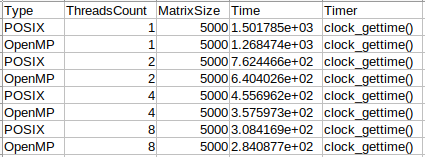 Type ThreadsCount MatrixSize Time Timer
POSIX 1 5000 1.501785e+03 clock_gettime()
OpenMP 1 5000 1.268474e+03 clock_gettime()
POSIX 2 5000 7.624466e+02 clock_gettime()
OpenMP 2 5000 6.404026e+02 clock_gettime()
POSIX 4 5000 4.556962e+02 clock_gettime()
OpenMP 4 5000 3.575973e+02 clock_gettime()
POSIX 8 5000 3.084169e+02 clock_gettime()
OpenMP 8 5000 2.840877e+02 clock_gettime()